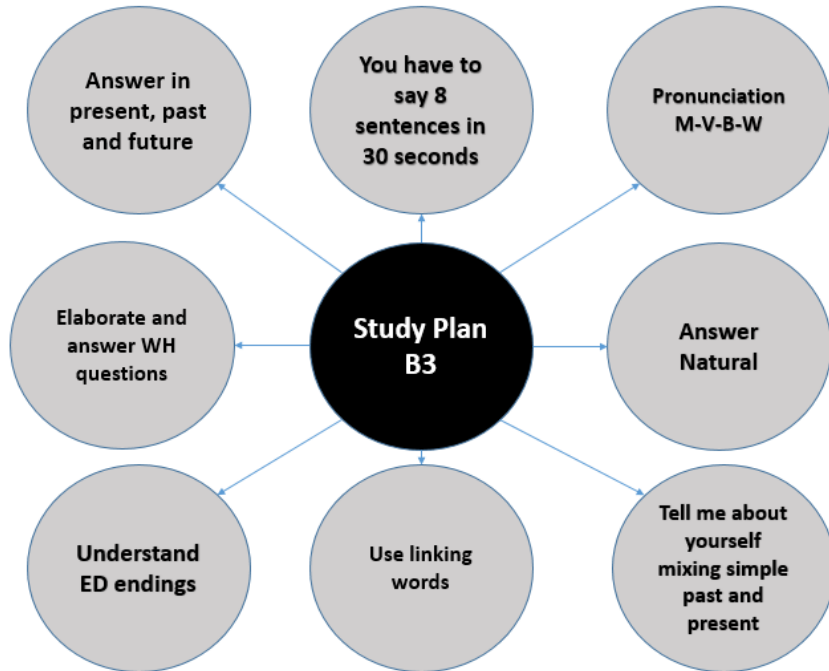 Answer in
present, past
and future
You have to
say 8
sentences in
30 seconds
Pronunciation
M-V-B-W
Elaborate and
answer WH
questions
Study Plan
B3
Answer
Natural
Understand
ED endings
Use linking
words
Tell me about
yourself
mixing simple
past and
present